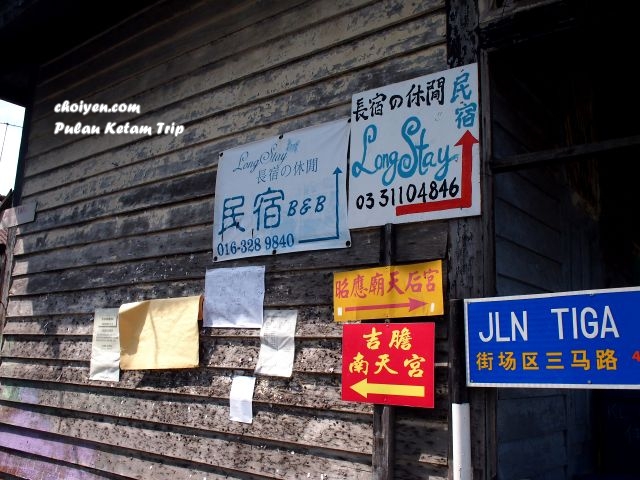 choiyen.com
Pulau Ketam Trip
Long Stay
長宿の休閒
民宿 B&B
016-328 9840
長宿の休閒
民宿
Long Stay
03 31104846
昭應廟天后宮
吉膽
南天宮
JLN TIGA
街场区三马路